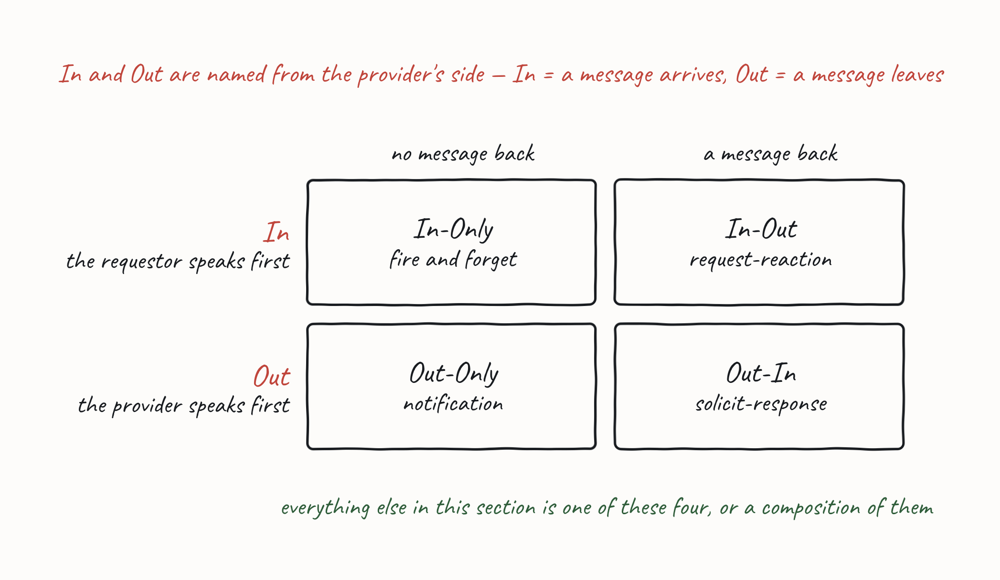 In and Out are named from the provider's side – In = a message arrives, Out = a message leaves
no message back
a message back
In
the requestor speaks first
In-Only
fire and forget
In-Out
request-reaction
Out
the provider speaks first
Out-Only
notification
Out-In
solicit-response
everything else in this section is one of these four, or a composition of them